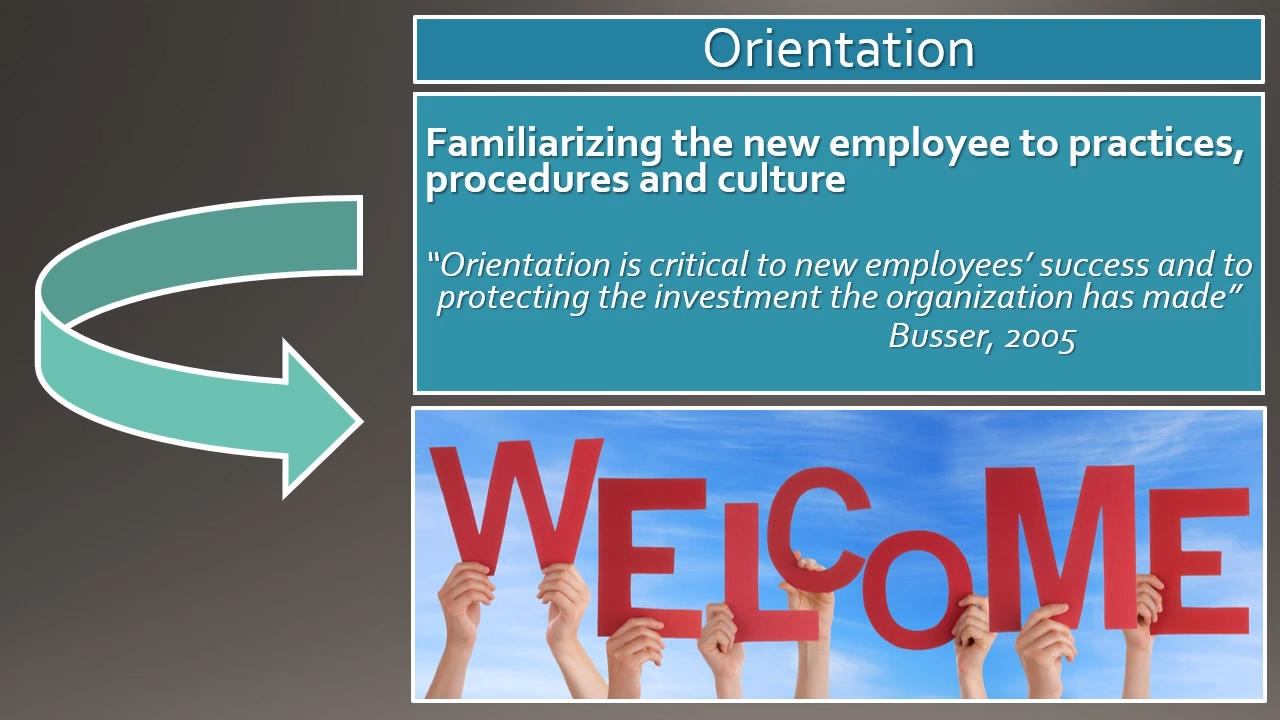 Orientation
Familiarizing the new employee to practices,
procedures and culture
“Orientation is critical to new employees’ success and to
protecting the investment the organization has made”
Busser, 2005
WELCOME